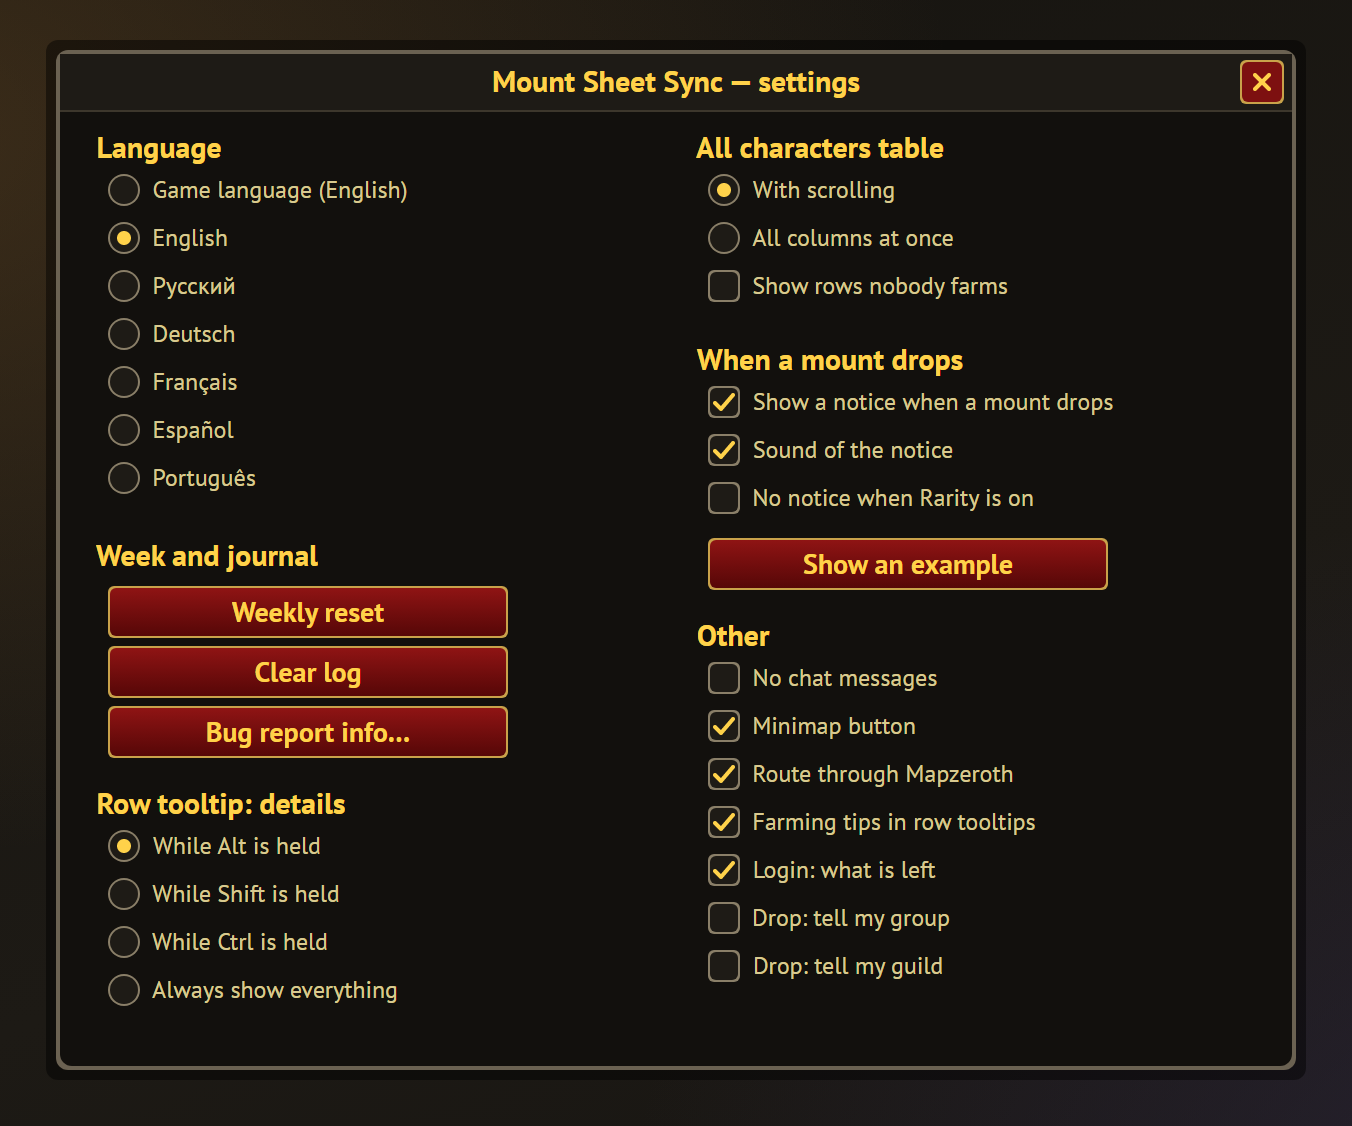 Mount Sheet Sync — settings
Language
Game language (English)
English
Русский
Deutsch
Français
Español
Português
Week and journal
Weekly reset
Clear log
Bug report info...
Row tooltip: details
While Alt is held
While Shift is held
While Ctrl is held
Always show everything
All characters table
With scrolling
All columns at once
Show rows nobody farms
When a mount drops
Show a notice when a mount drops
Sound of the notice
No notice when Rarity is on
Show an example
Other
No chat messages
Minimap button
Route through Mapzeroth
Farming tips in row tooltips
Login: what is left
Drop: tell my group
Drop: tell my guild